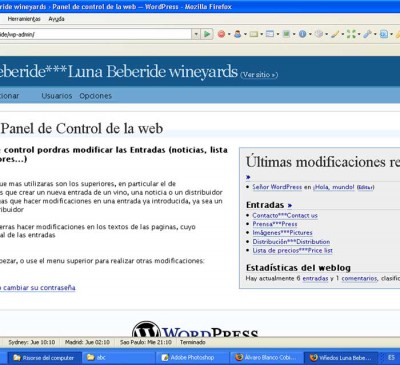 ride wineyards - Panel de control de la web — WordPress - Mozilla Firefox
Herramientas Ayuda
ide/wp-admin/
eberide***Luna Beberide wineyards (Ver sitio »)
cionar Usuarios Opciones
Panel de Control de la web
e control pordras modificar las Entradas (noticias, lista
ores...)
que mas utilizaras son los superiores, en particular el de
as que crear un nueva entrada de un vino, una noticia o un distribuidor
gas que hacer modificaciones en una entrada ya introducida, ya sea un
ribuidor
erras hacer modificaciones en los textos de las paginas, cuyo
al de las entradas
pezar, o use el menu superior para realizar otras modificaciones:
o cambiar su contraseña
Últimas modificaciones re
»
Señor WordPress en ¡Hola, mundo! (Editar)
Entradas »
Contacto***Contact us
Prensa***Press
Imágenes***Pictures
Distribución***Distribution
Lista de precios***Price list
Estadísticas del weblog
Hay actualmente 6 entradas y 1 comentarios, clasific
WORDPRESS
Sydney: Jue 10:10 Madrid: Jue 02:10 Sao Paulo: Mie 21:10 Terminado
Risorse del computer abc Adobe Photoshop Álvaro Blanco Cobi... Wñedos Luna Bebe... ES